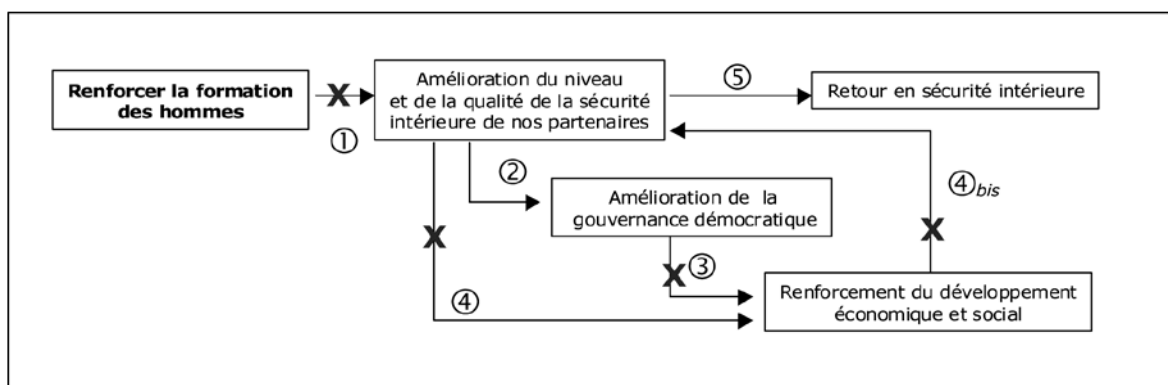 Renforcer la formation
des hommes
X
①
Amélioration du niveau
et de la qualité de la sécurité
intérieure de nos partenaires
⑤
Retour en sécurité intérieure
②
Amélioration de la
gouvernance démocratique
④bis
X
X
X
③
④
Renforcement du développement
économique et social